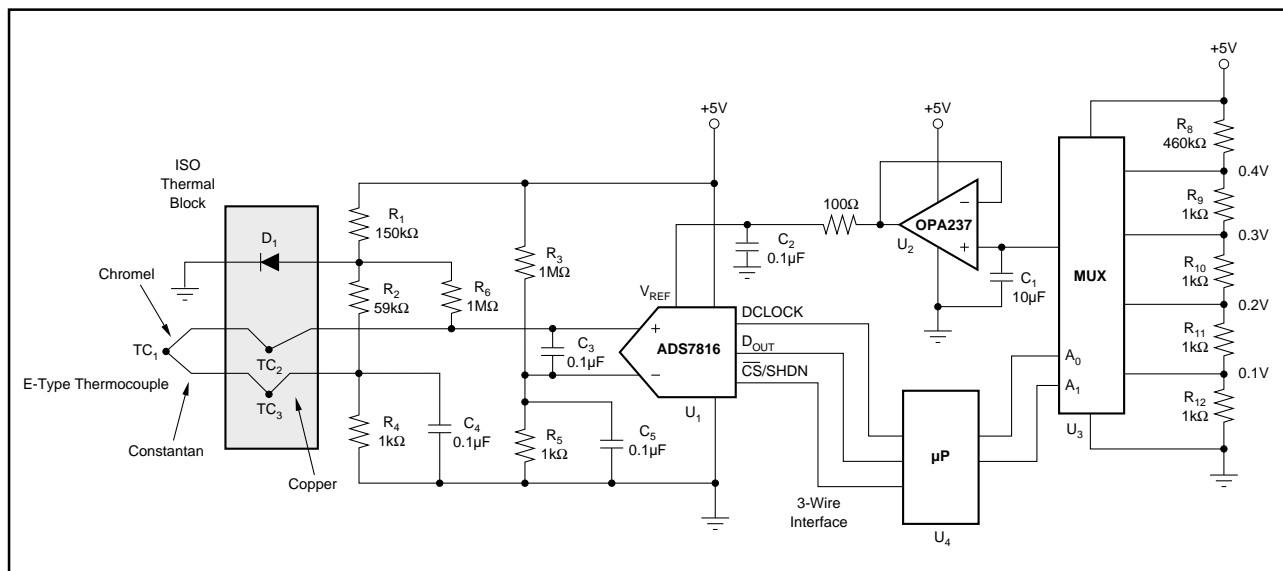 +5V
+5V
+5V
R8
460kΩ
0.4V
R9
1kΩ
0.3V
R10
1kΩ
0.2V
R11
1kΩ
0.1V
R12
1kΩ
ISO
Thermal
Block
D1
R1
150kΩ
R2
59kΩ
R6
1MΩ
R3
1MΩ
C2
0.1µF
100Ω
OPA237
–
+
U2
C1
10µF
MUX
A0
A1
U3
Chromel
TC1
TC2
E-Type Thermocouple
TC3
Constantan
Copper
R4
1kΩ
C4
0.1µF
C3
0.1µF
R5
1kΩ
C5
0.1µF
VREF
+
ADS7816
–
U1
DCLOCK
DOUT
CS/SHDN
3-Wire
Interface
µP
U4